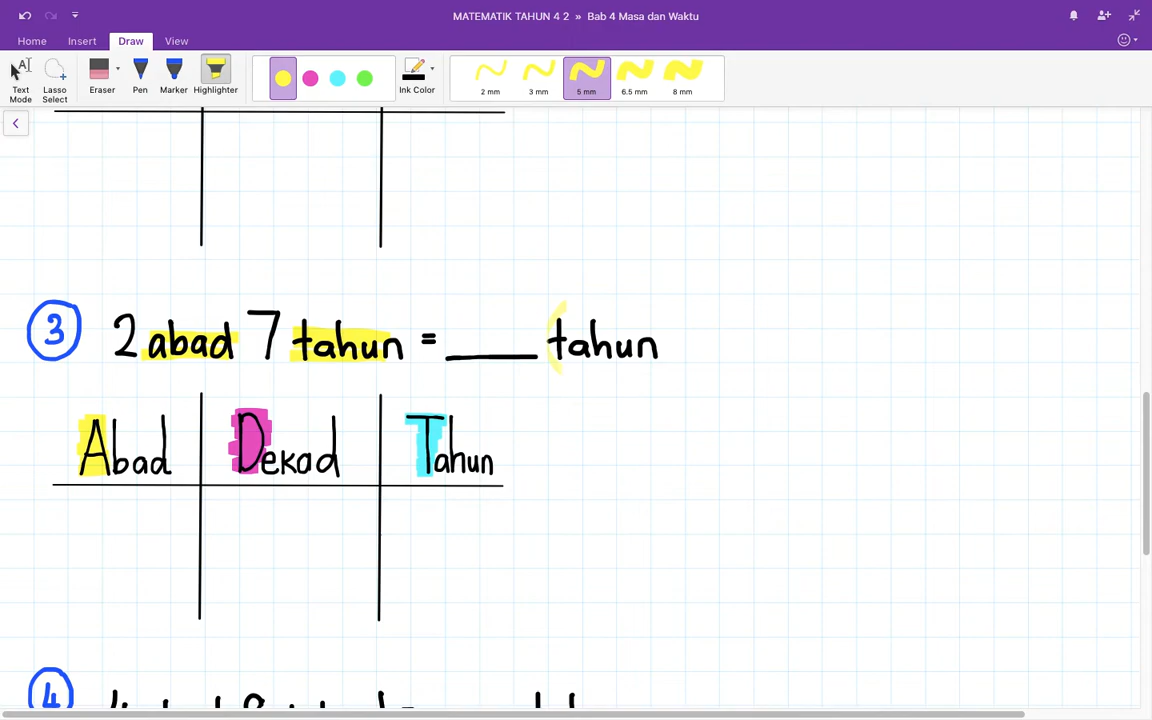 MATEMATIK TAHUN 4 2 » Bab 4 Masa dan Waktu
Home Insert Draw View
Text Mode Lasso Select Eraser Pen Marker Highlighter Ink Color 2 mm 3 mm 5 mm 6.5 mm 8 mm
3 2 abad 7 tahun = ____ tahun
Abad Dekad Tahun
4